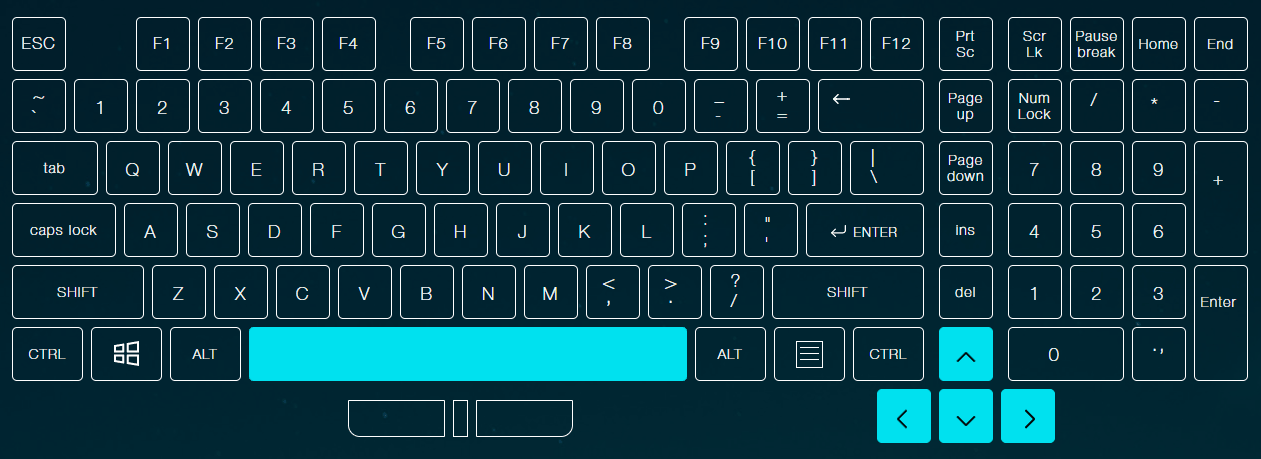 ESC F1 F2 F3 F4 F5 F6 F7 F8 F9 F10 F11 F12 Prt Sc Scr Lk Pause break Home End
~ ` 1 2 3 4 5 6 7 8 9 0 _ - + = ← Page up Num Lock / * -
tab Q W E R T Y U I O P { [ } ] | \ Page down 7 8 9 +
caps lock A S D F G H J K L : ; " ' ENTER ins 4 5 6
SHIFT Z X C V B N M < , > . ? / SHIFT del 1 2 3 Enter
CTRL ALT ALT CTRL 0 .,